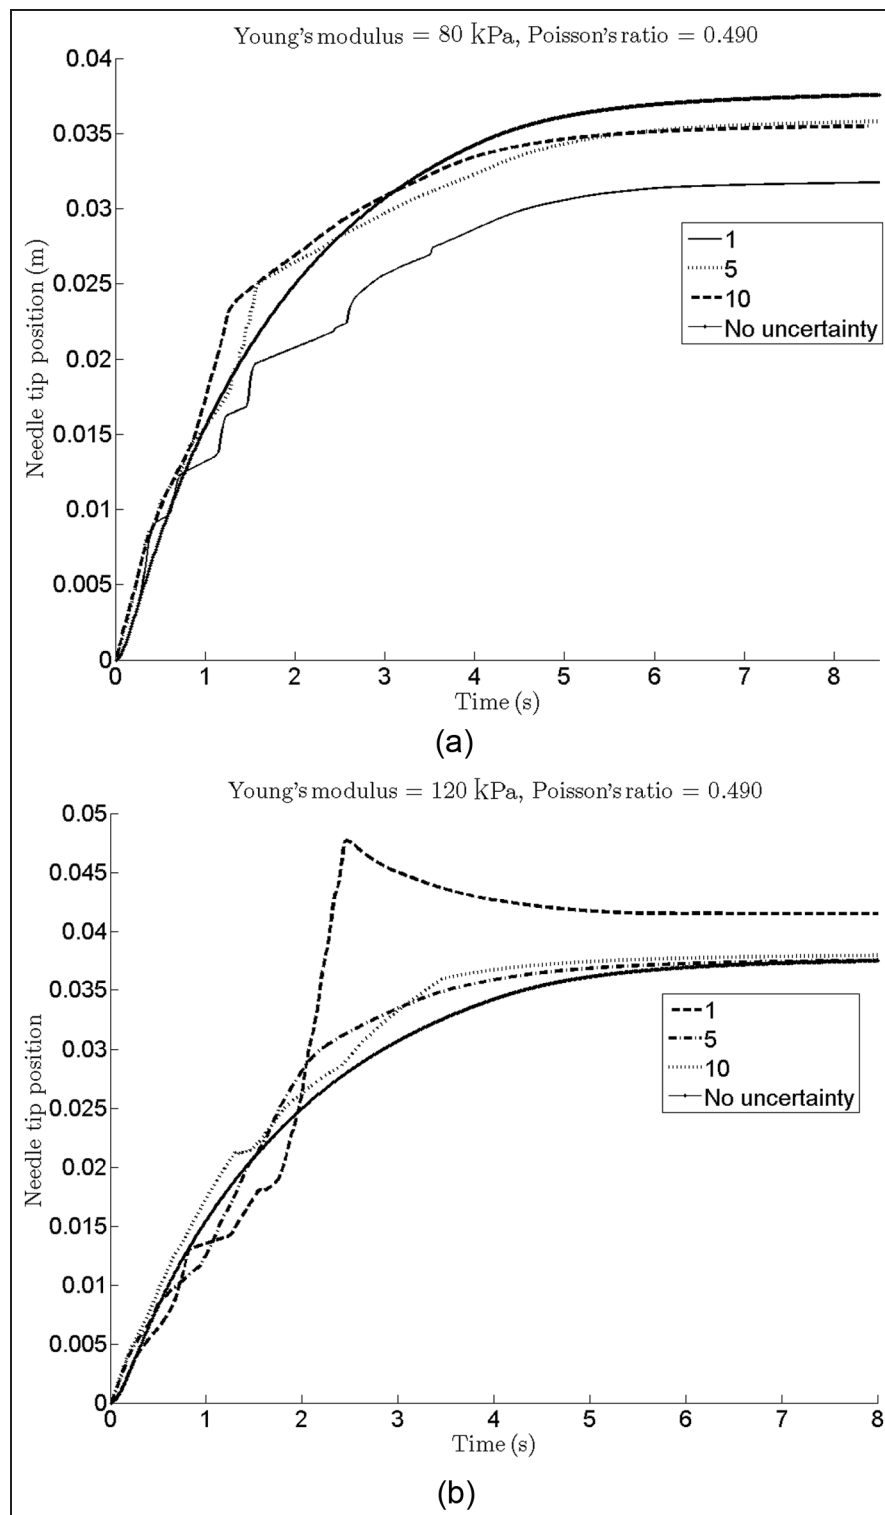 Young's modulus = 80 kPa, Poisson's ratio = 0.490
0.04
0.035
0.03
0.025
0.02
0.015
0.01
0.005
0
Needle tip position (m)
1
5
10
No uncertainty
0 1 2 3 4 5 6 7 8
Time (s)
(a)
Young's modulus = 120 kPa, Poisson's ratio = 0.490
0.05
0.045
0.04
0.035
0.03
0.025
0.02
0.015
0.01
0.005
0
Needle tip position
1
5
10
No uncertainty
0 1 2 3 4 5 6 7 8
Time (s)
(b)